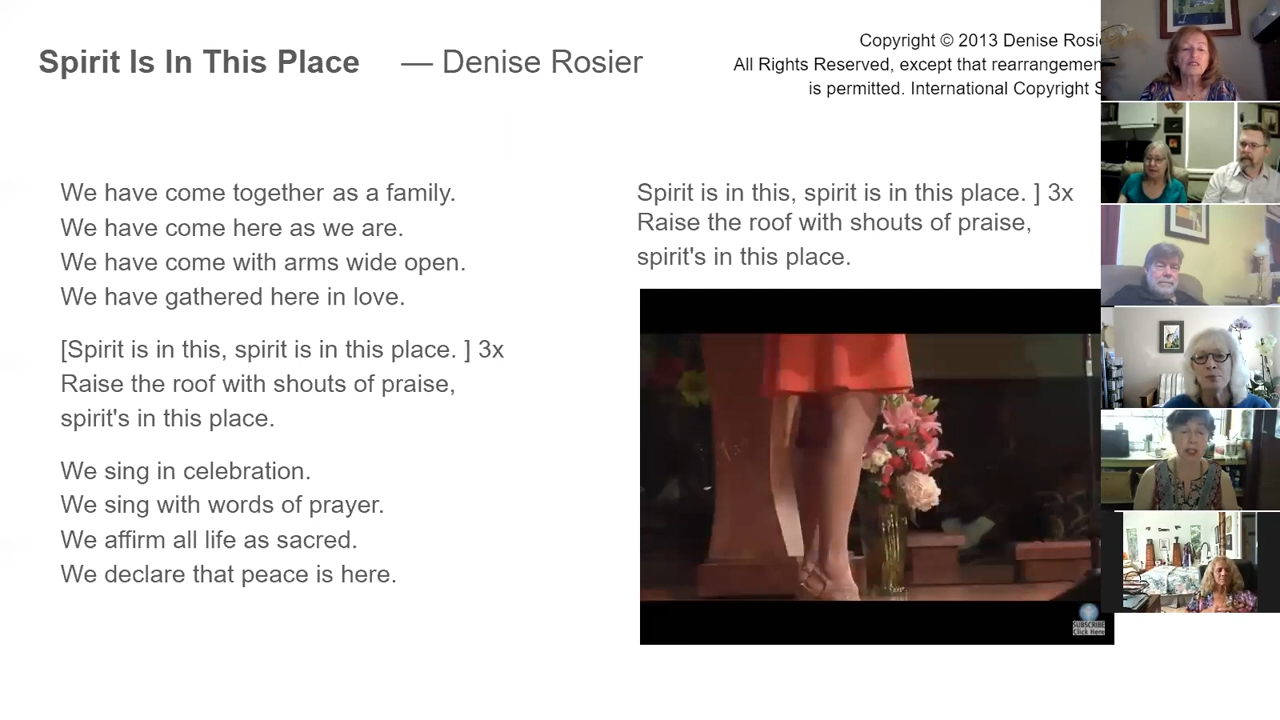 Spirit Is In This Place — Denise Rosier
Copyright © 2013 Denise
All Rights Reserved, except that
is permitted. International Copyright
We have come together as a family.
We have come here as we are.
We have come with arms wide open.
We have gathered here in love.
[Spirit is in this, spirit is in this place. ] 3x
Raise the roof with shouts of praise,
spirit's in this place.
We sing in celebration.
We sing with words of prayer.
We affirm all life as sacred.
We declare that peace is here.
Spirit is in this, spirit is in this place. ] 3x
Raise the roof with shouts of praise,
spirit's in this place.
SUBSCRIBE
Click Here